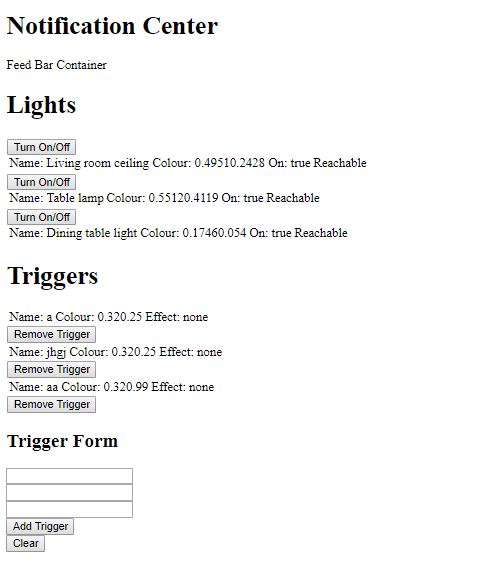 Notification Center
Feed Bar Container
Lights
Turn On/Off
Name: Living room ceiling Colour: 0.49510.2428 On: true Reachable
Turn On/Off
Name: Table lamp Colour: 0.55120.4119 On: true Reachable
Turn On/Off
Name: Dining table light Colour: 0.17460.054 On: true Reachable
Triggers
Name: a Colour: 0.320.25 Effect: none
Remove Trigger
Name: jhgj Colour: 0.320.25 Effect: none
Remove Trigger
Name: aa Colour: 0.320.99 Effect: none
Remove Trigger
Trigger Form
Add Trigger
Clear